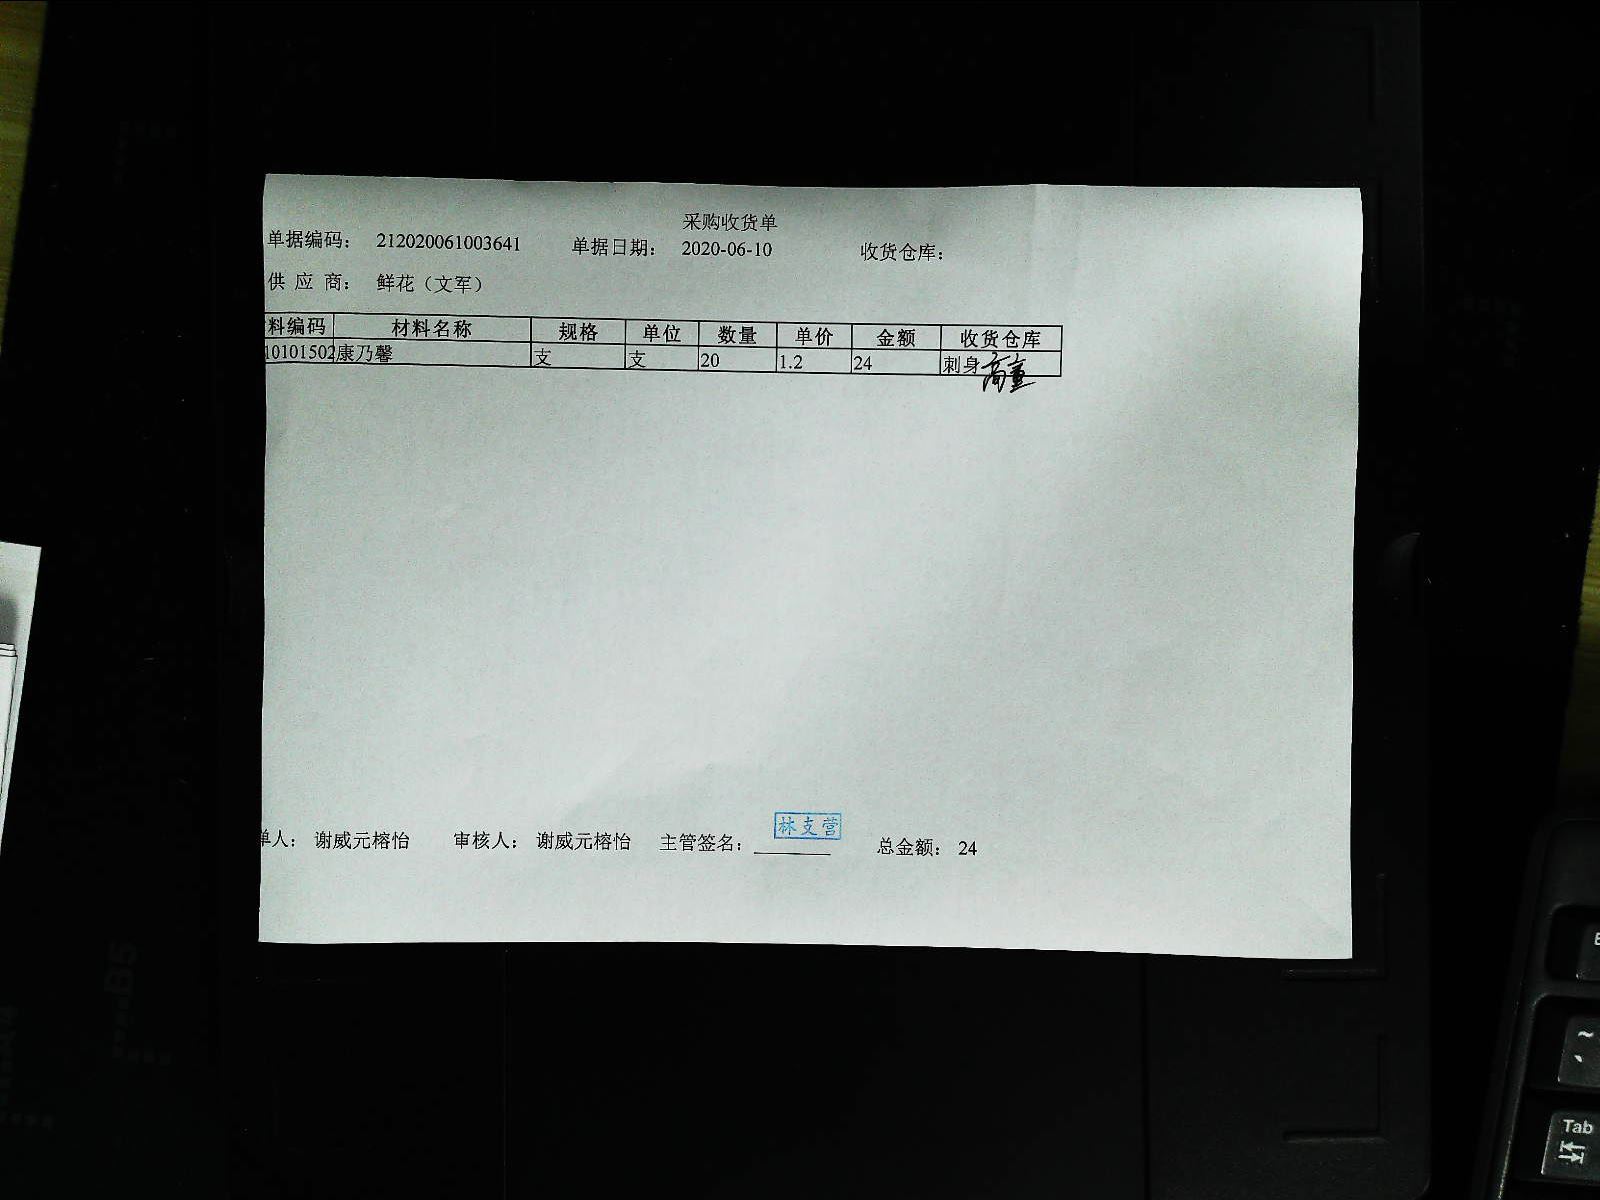 采购收货单
单据编码： 212020061003641 单据日期： 2020-06-10 收货仓库：
供 应 商： 鲜花（文军）
料编码 材料名称 规格 单位 数量 单价 金额 收货仓库
10101502 康乃馨 支 支 20 1.2 24 刺身
单人： 谢威元榕怡 审核人： 谢威元榕怡 主管签名： 林支营 总金额： 24
B5
Tab